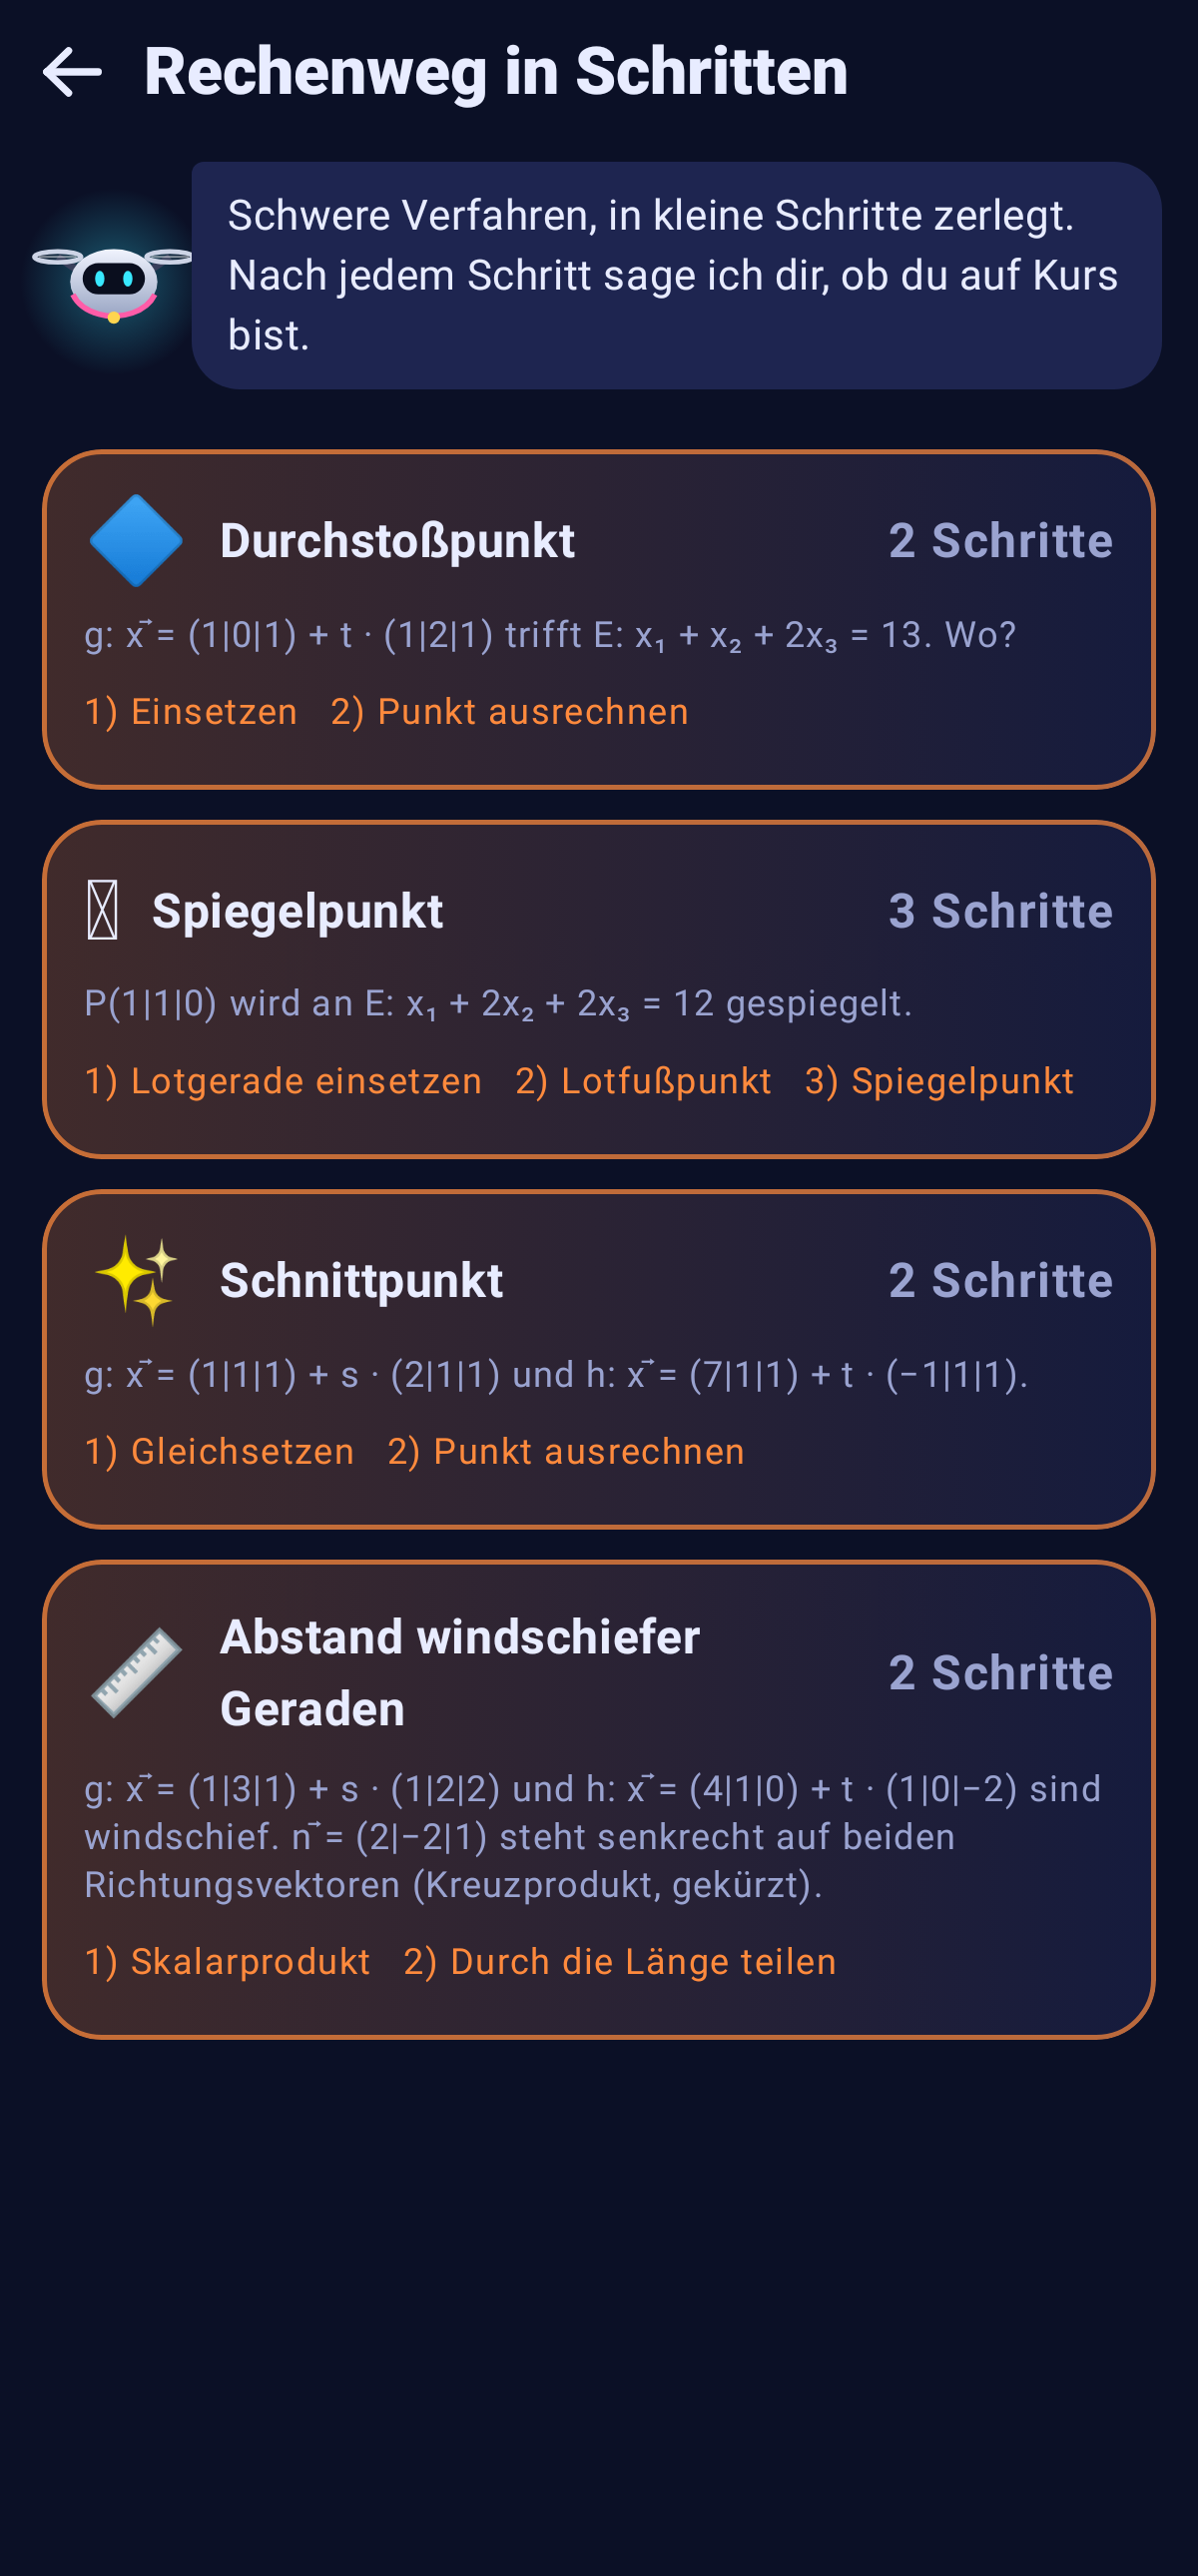 Rechenweg in Schritten
Schwere Verfahren, in kleine Schritte zerlegt.
Nach jedem Schritt sage ich dir, ob du auf Kurs
bist.
Durchstoßpunkt 2 Schritte
g: x⃗ = (1|0|1) + t · (1|2|1) trifft E: x₁ + x₂ + 2x₃ = 13. Wo?
1) Einsetzen 2) Punkt ausrechnen
Spiegelpunkt 3 Schritte
P(1|1|0) wird an E: x₁ + 2x₂ + 2x₃ = 12 gespiegelt.
1) Lotgerade einsetzen 2) Lotfußpunkt 3) Spiegelpunkt
Schnittpunkt 2 Schritte
g: x⃗ = (1|1|1) + s · (2|1|1) und h: x⃗ = (7|1|1) + t · (−1|1|1).
1) Gleichsetzen 2) Punkt ausrechnen
Abstand windschiefer
Geraden
2 Schritte
g: x⃗ = (1|3|1) + s · (1|2|2) und h: x⃗ = (4|1|0) + t · (1|0|−2) sind
windschief. n⃗ = (2|−2|1) steht senkrecht auf beiden
Richtungsvektoren (Kreuzprodukt, gekürzt).
1) Skalarprodukt 2) Durch die Länge teilen